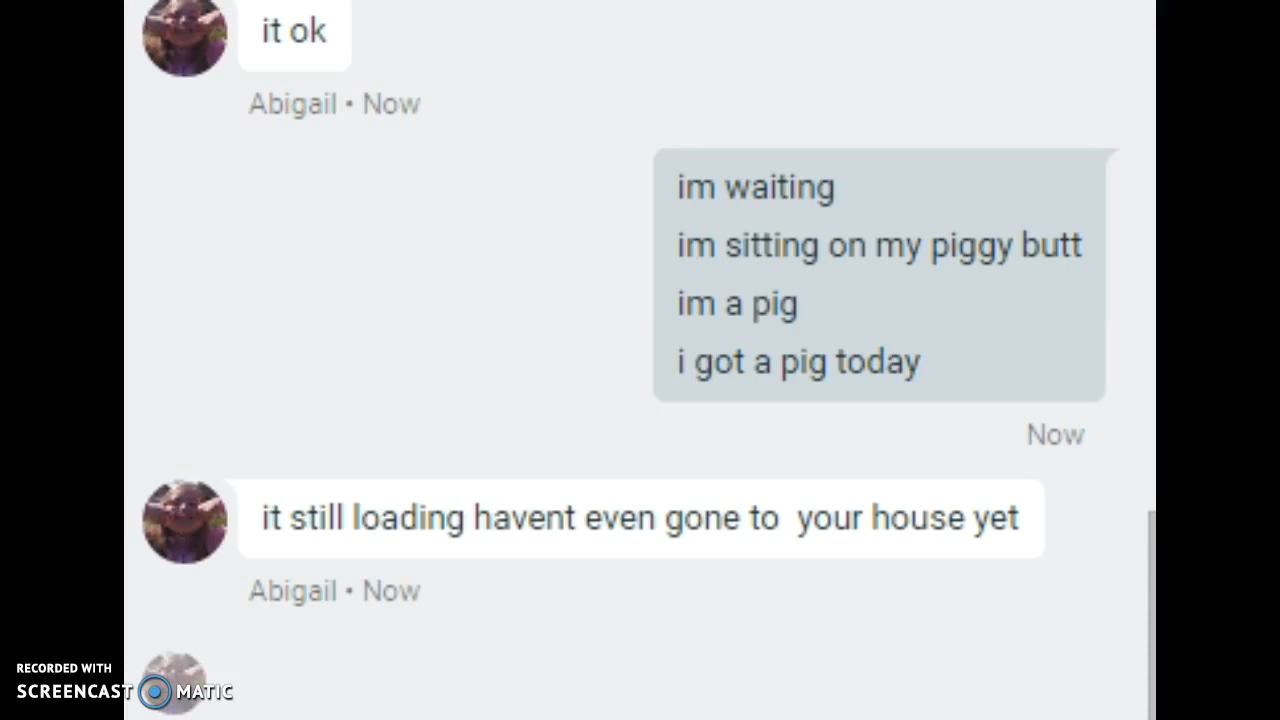 it ok
Abigail • Now
im waiting
im sitting on my piggy butt
im a pig
i got a pig today
Now
it still loading havent even gone to  your house yet
Abigail • Now
RECORDED WITH
SCREENCAST MATIC